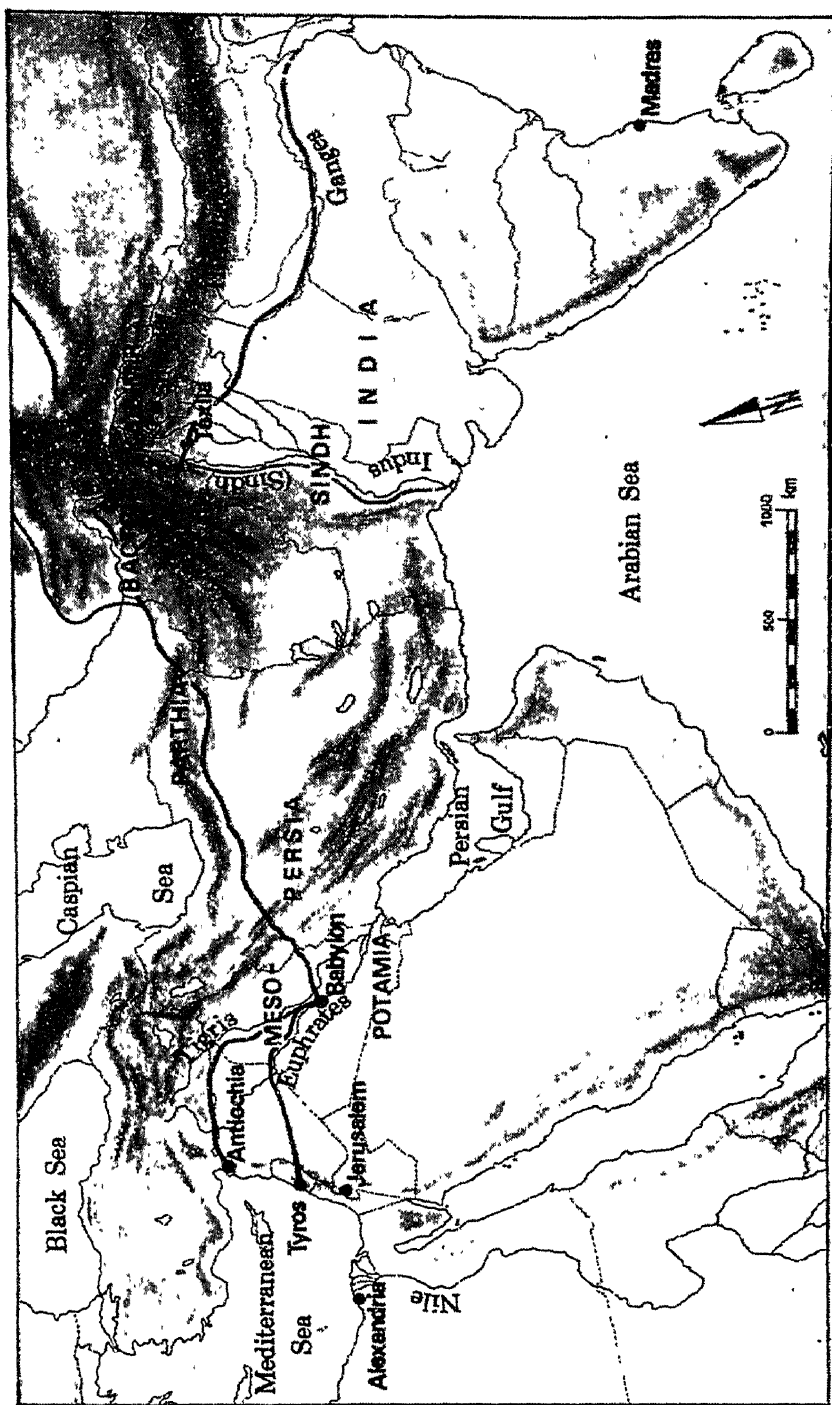 Black Sea
Caspian
Sea
Mediterranean
Sea
Antiochia
Tyros
Jerusalem
Alexandria
Nile
Tigris
Euphrates
MESO-
POTAMIA
Babylon
PERSIA
PARTHIA
Persian
Gulf
Taxila
(Sindh)
SINDH
Indus
INDIA
Ganges
Madras
Arabian Sea
N
0 500 1000
km